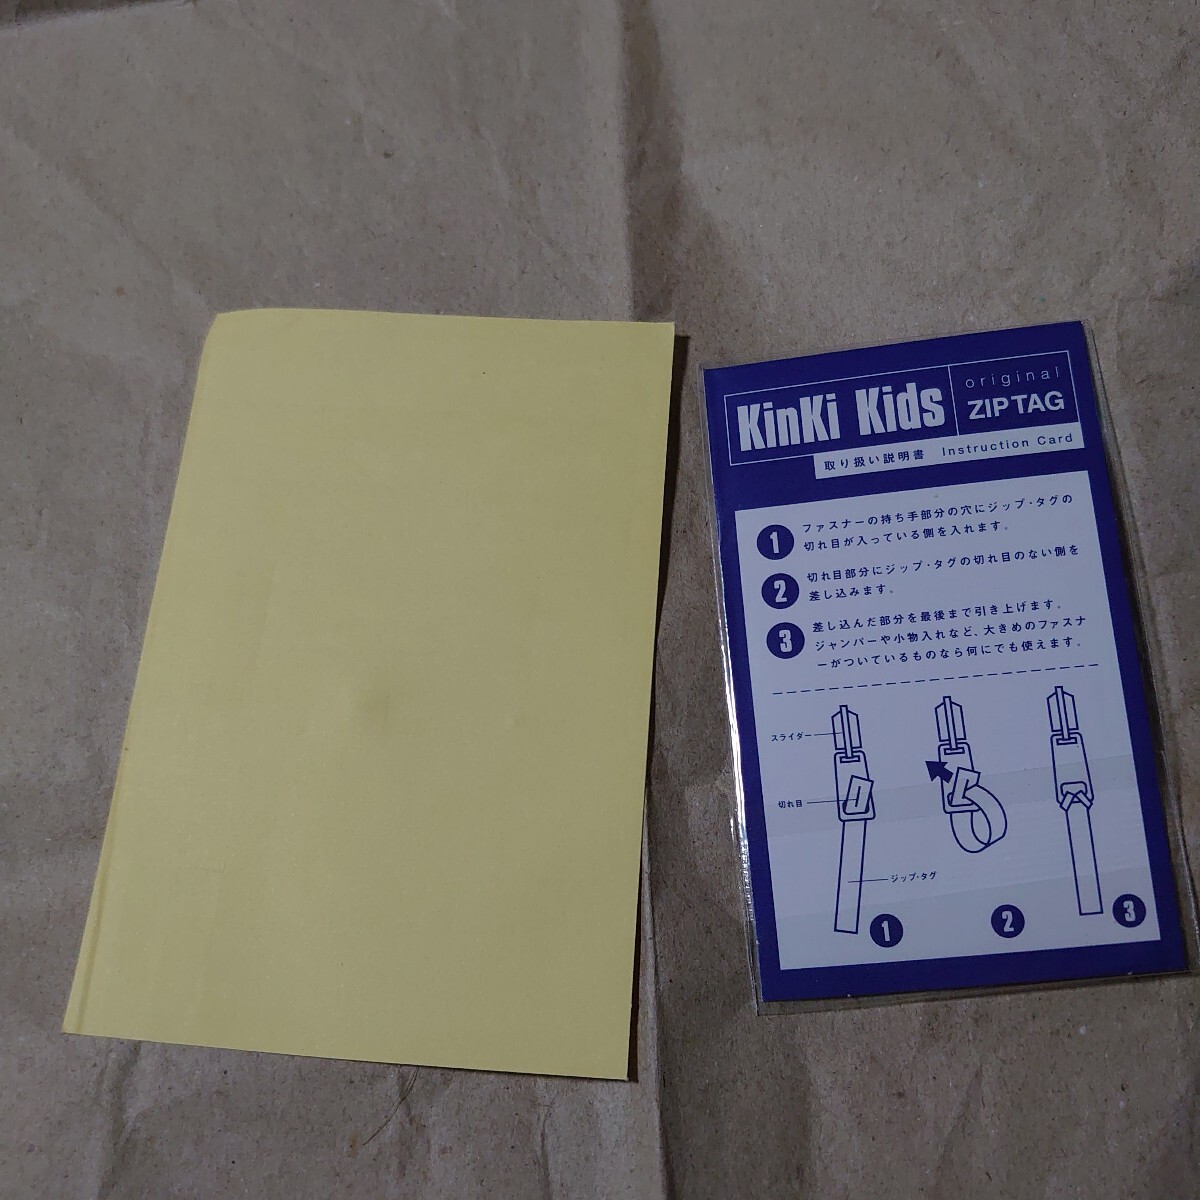 KinKi Kids
original
ZIP TAG
取り扱い説明書 Instruction Card
1
ファスナーの持ち手部分の穴にジップ・タグの
切れ目が入っている側を入れます。
2
切れ目部分にジップ・タグの切れ目のない側を
差し込みます。
3
差し込んだ部分を最後まで引き上げます。
ジャンパーや小物入れなど、大きめのファスナ
ーがついているものなら何にでも使えます。
スライダー
切れ目
ジップ・タグ
1
2
3